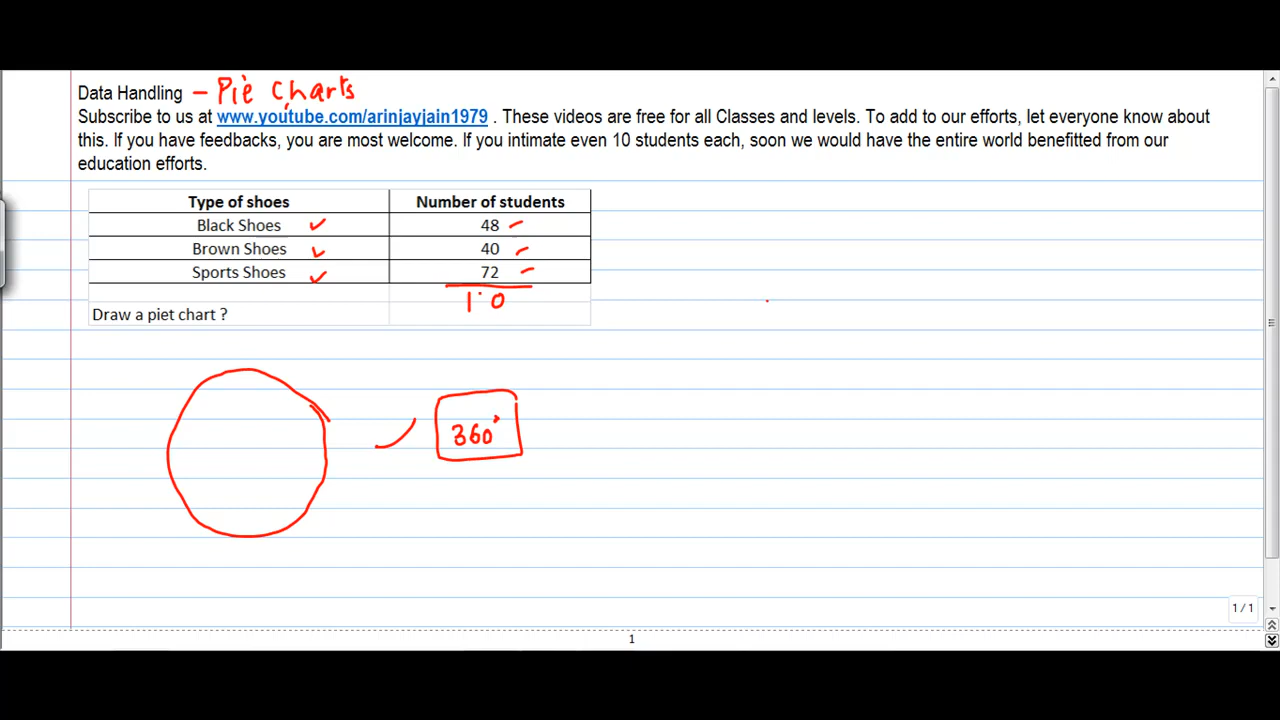 Data Handling - Pie Charts
Subscribe to us at www.youtube.com/arinjayjain1979 . These videos are free for all Classes and levels. To add to our efforts, let everyone know about
this. If you have feedbacks, you are most welcome. If you intimate even 10 students each, soon we would have the entire world benefitted from our
education efforts.
Type of shoes Number of students
Black Shoes 48
Brown Shoes 40
Sports Shoes 72
Draw a piet chart ?
360°
1 / 1
1